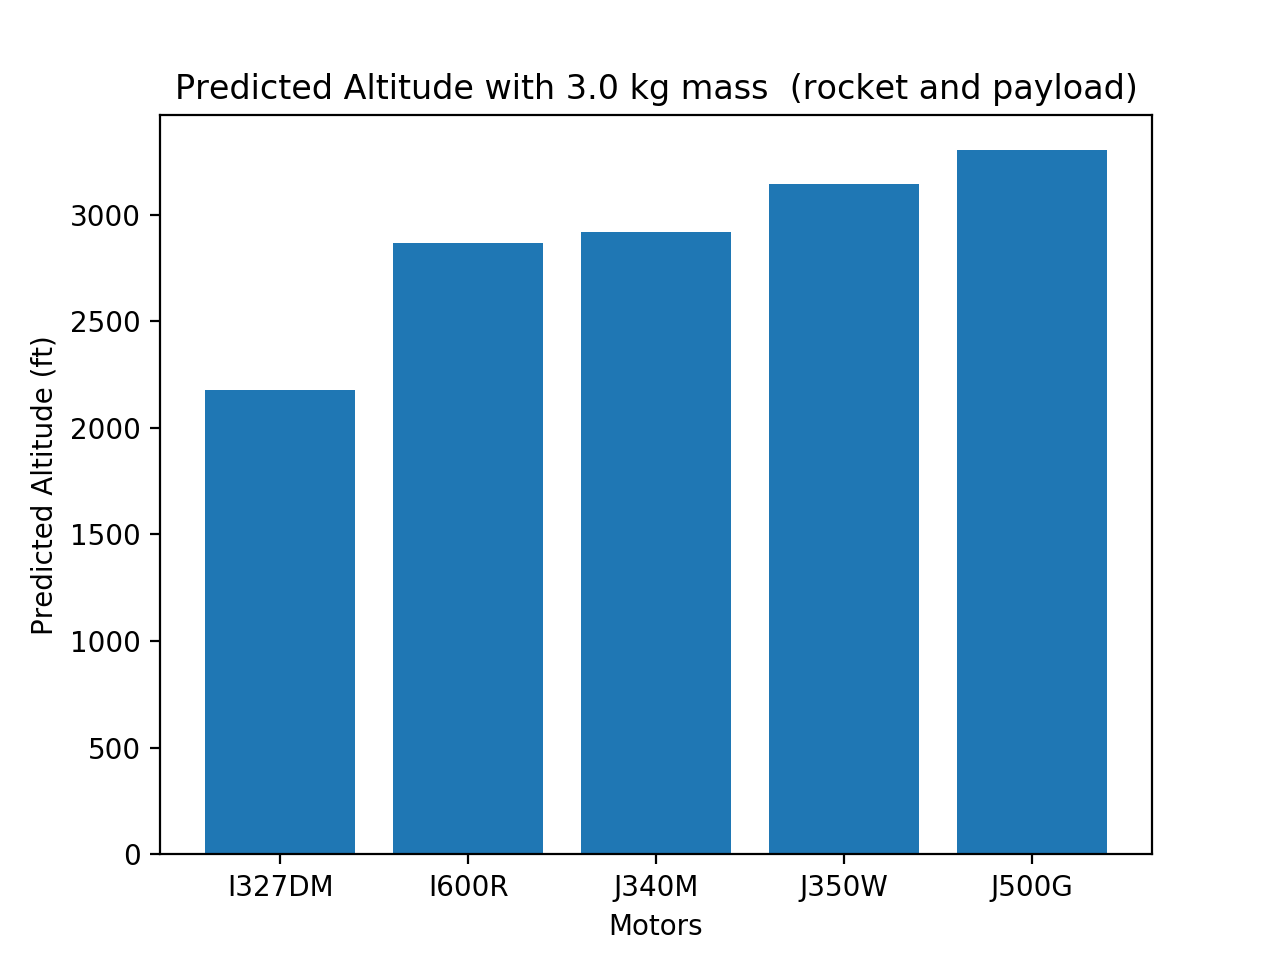 Predicted Altitude with 3.0 kg mass  (rocket and payload)
Predicted Altitude (ft)
3000
2500
2000
1500
1000
500
0
I327DM
I600R
J340M
J350W
J500G
Motors